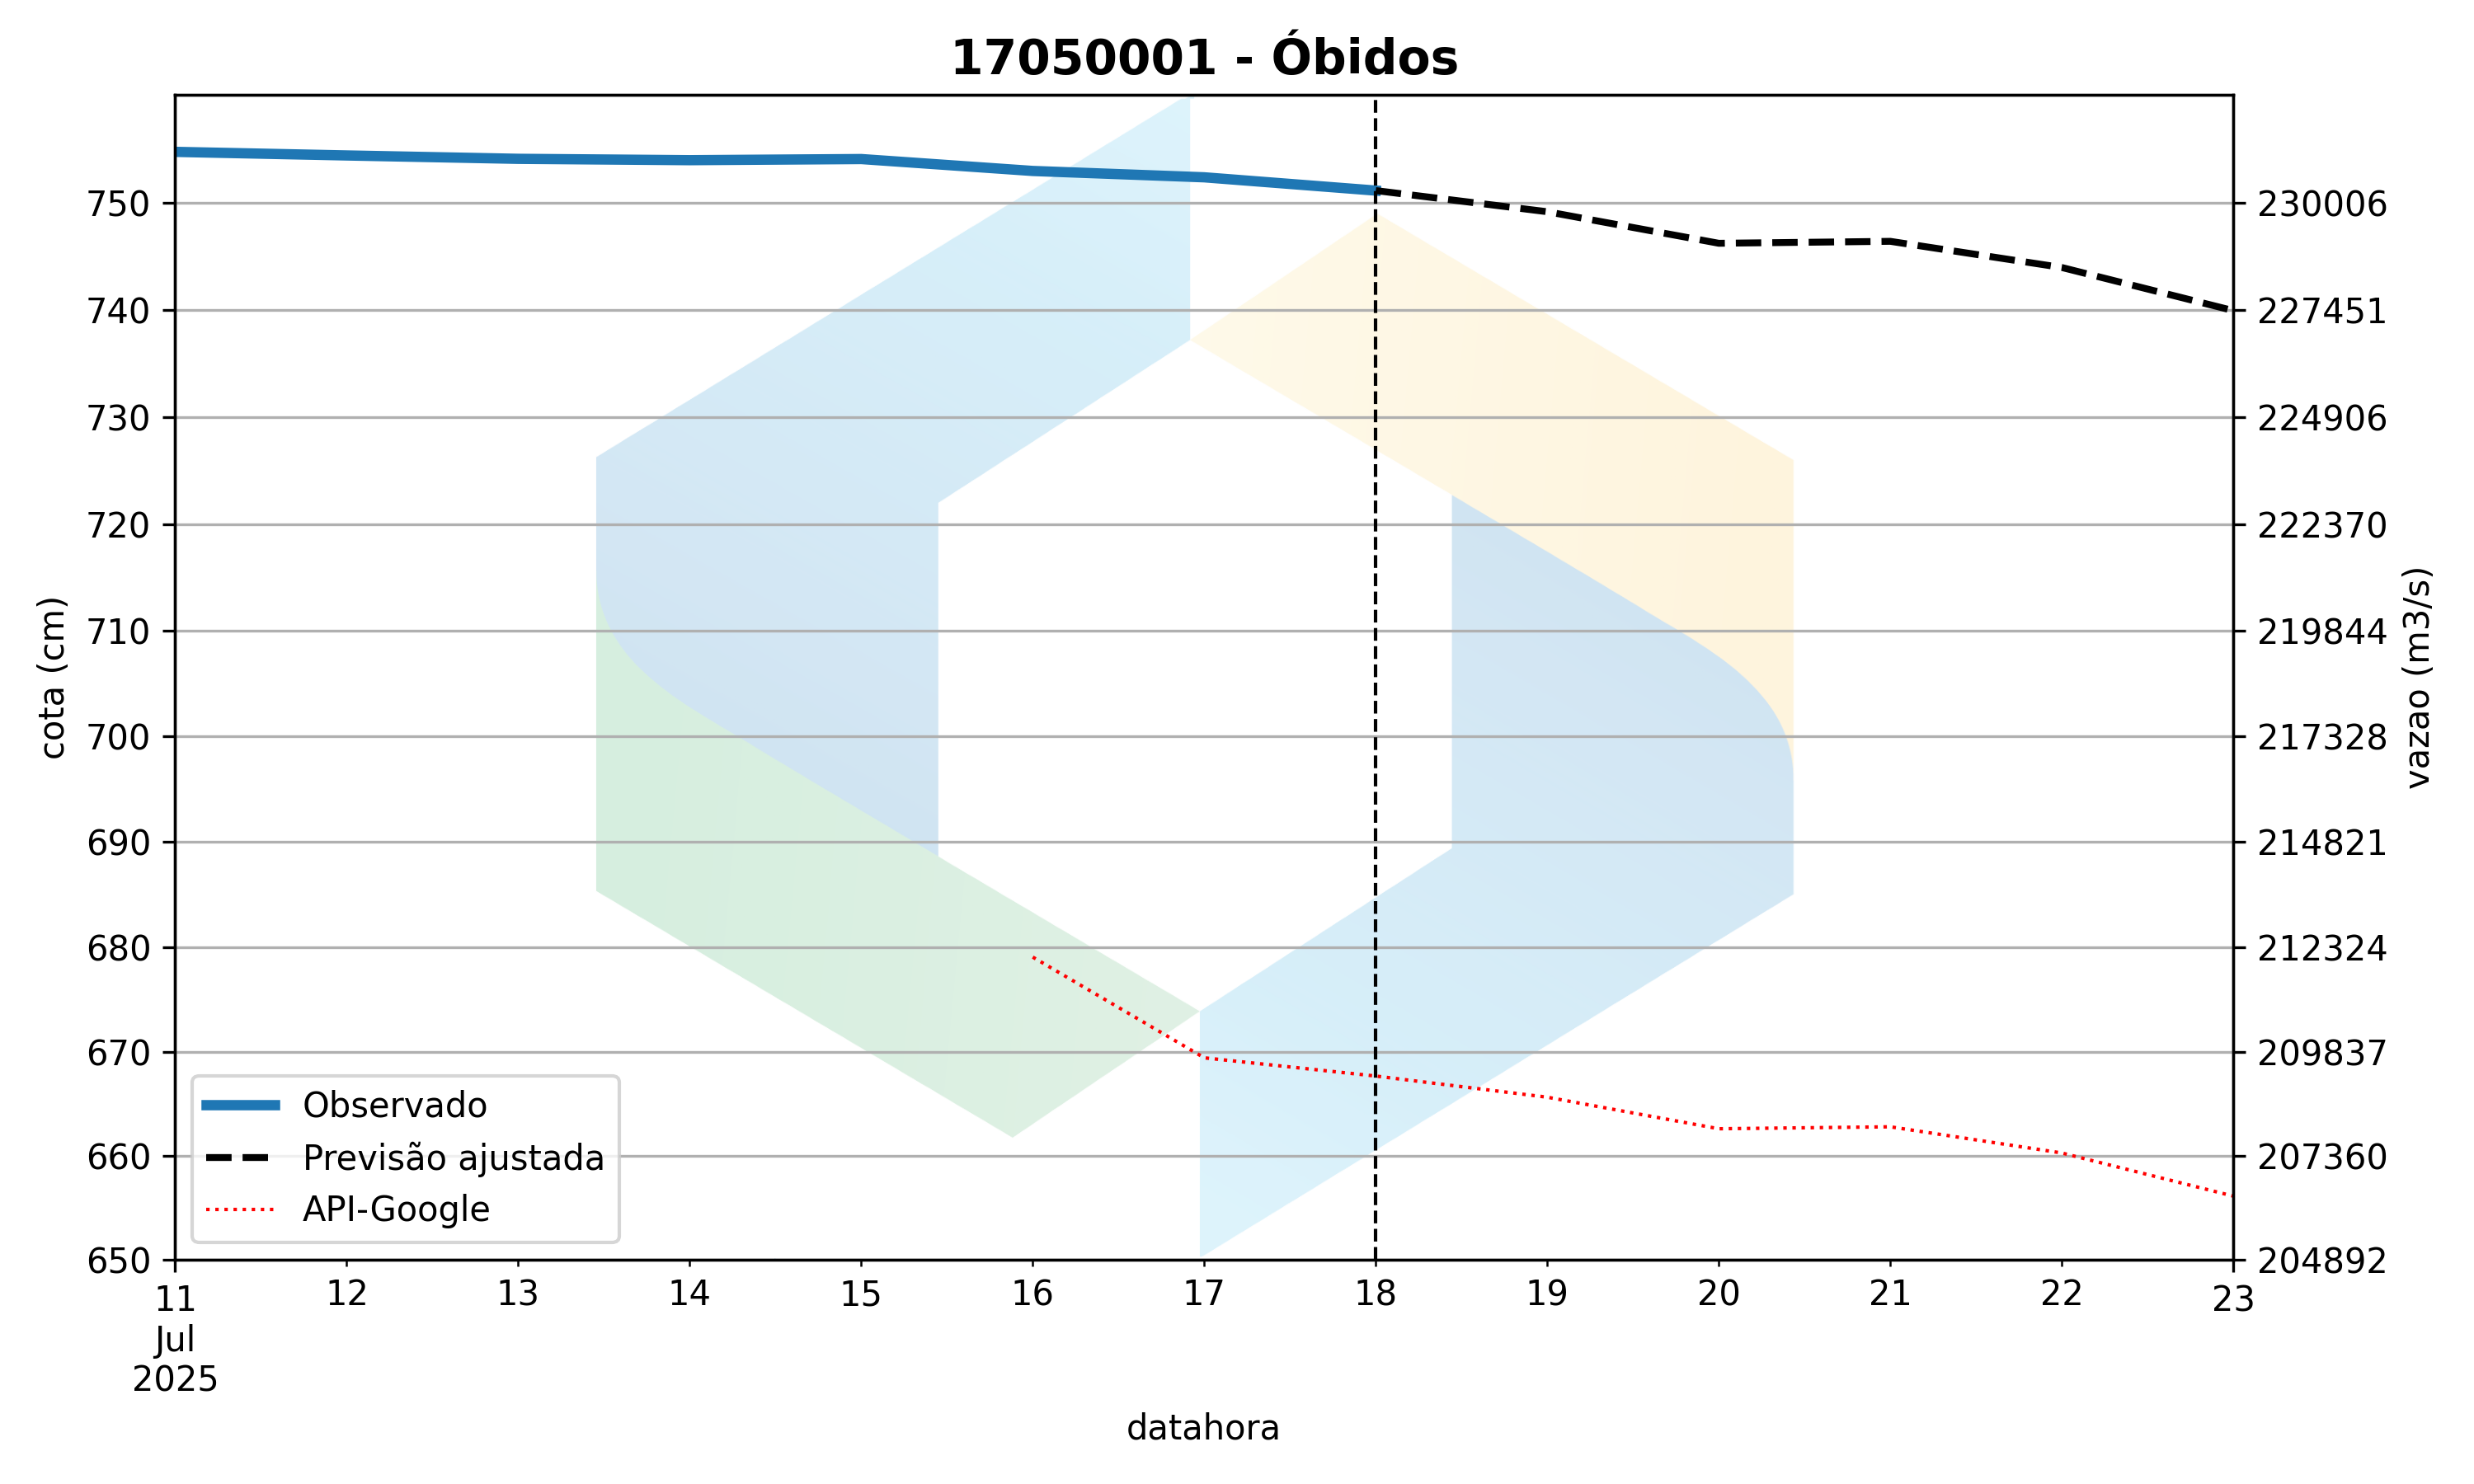 17050001 - Óbidos
750
740
730
720
710
700
690
680
670
660
650
cota (cm)
230006
227451
224906
222370
219844
217328
214821
212324
209837
207360
204892
vazao (m3/s)
Observado
Previsão ajustada
API-Google
11 12 13 14 15 16 17 18 19 20 21 22 23
Jul
2025
datahora